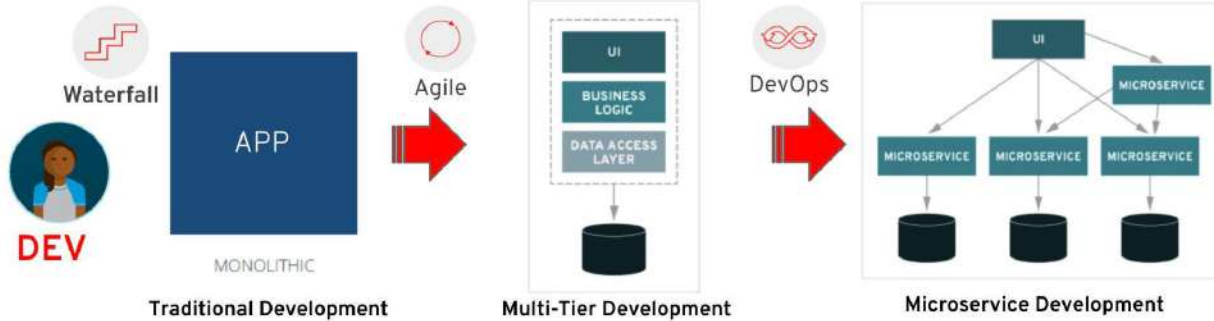 Waterfall
DEV
APP
MONOLITHIC
Traditional Development
Agile
UI
BUSINESS
LOGIC
DATA ACCESS
LAYER
Multi-Tier Development
DevOps
UI
MICROSERVICE
MICROSERVICE
MICROSERVICE
MICROSERVICE
Microservice Development